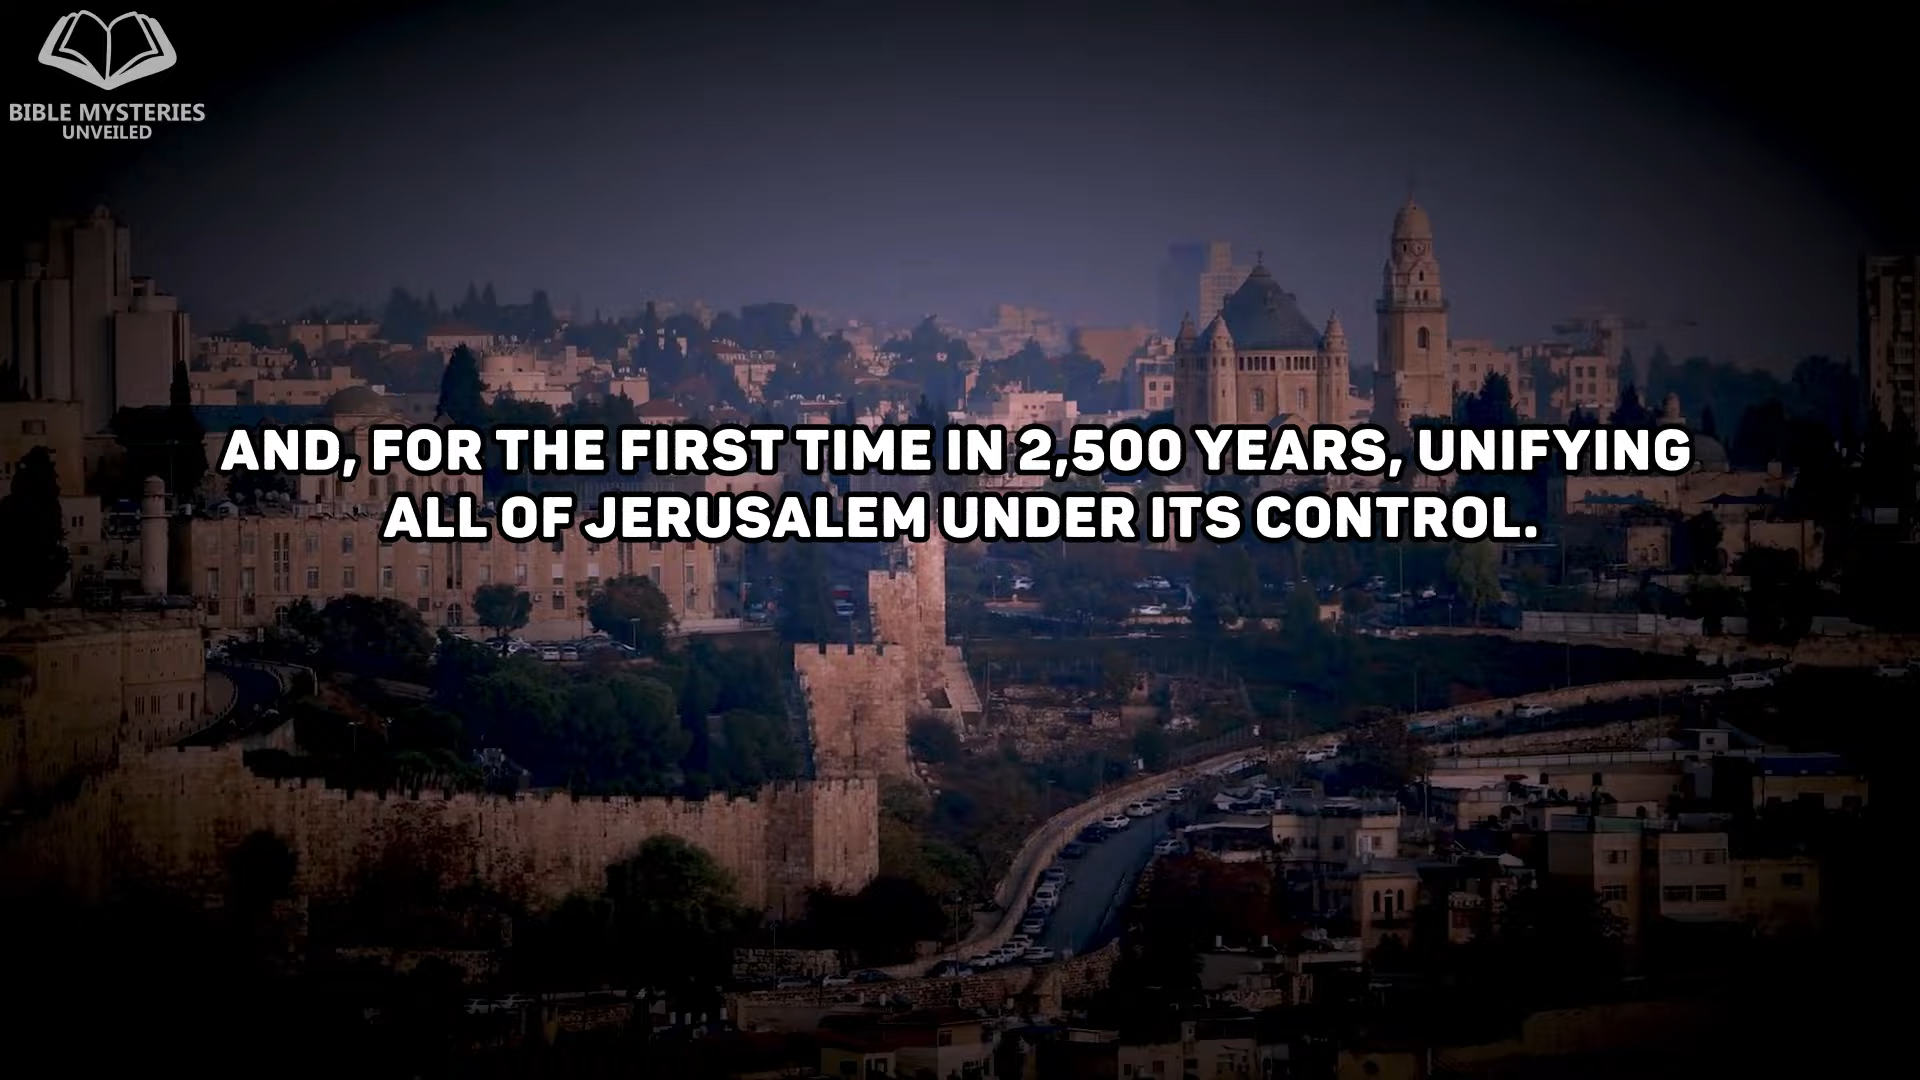 BIBLE MYSTERIES
UNVEILED
AND, FOR THE FIRST TIME IN 2,500 YEARS, UNIFYING
ALL OF JERUSALEM UNDER ITS CONTROL.